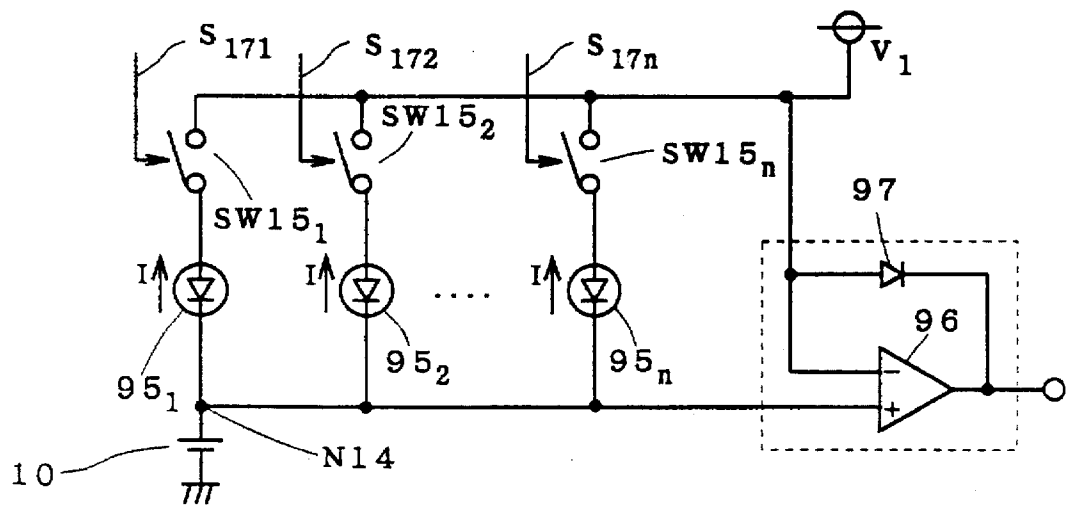 S171
S172
S17n
V1
SW152
SW15n
SW151
97
I
I
I
....
96
951
952
95n
−
+
10
N14